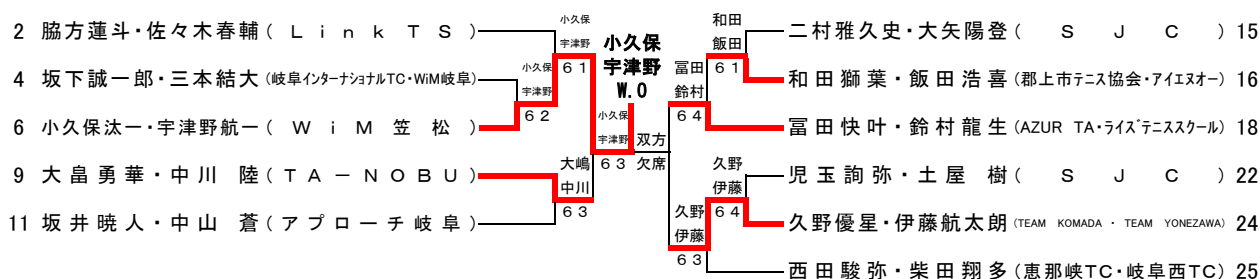 2 脇方蓮斗・佐々木春輔(Ｌｉｎｋ ＴＳ)
4 坂下誠一郎・三本結大(岐阜インターナショナルTC・WiM岐阜)
6 小久保汰一・宇津野航一(ＷｉＭ笠松)
9 大畠勇華・中川 陸(ＴＡ－ＮＯＢＵ)
11 坂井暁人・中山 蒼(アプローチ岐阜)
小久保
宇津野
６１
小久保
宇津野
６２
大嶋
中川
６３
小久保
宇津野
W.O
小久保
宇津野
６３
双方
欠席
和田
飯田
６１
冨田
鈴村
６４
久野
伊藤
６４
久野
伊藤
６３
二村雅久史・大矢陽登(ＳＪＣ) 15
和田獅葉・飯田浩喜(郡上市テニス協会・アイエヌオー) 16
冨田快叶・鈴村龍生(AZUR TA・ライズテニススクール) 18
児玉詢弥・土屋 樹(ＳＪＣ) 22
久野優星・伊藤航太朗(TEAM KOMADA ・ TEAM YONEZAWA) 24
西田駿弥・柴田翔多(恵那峡TC・岐阜西TC) 25